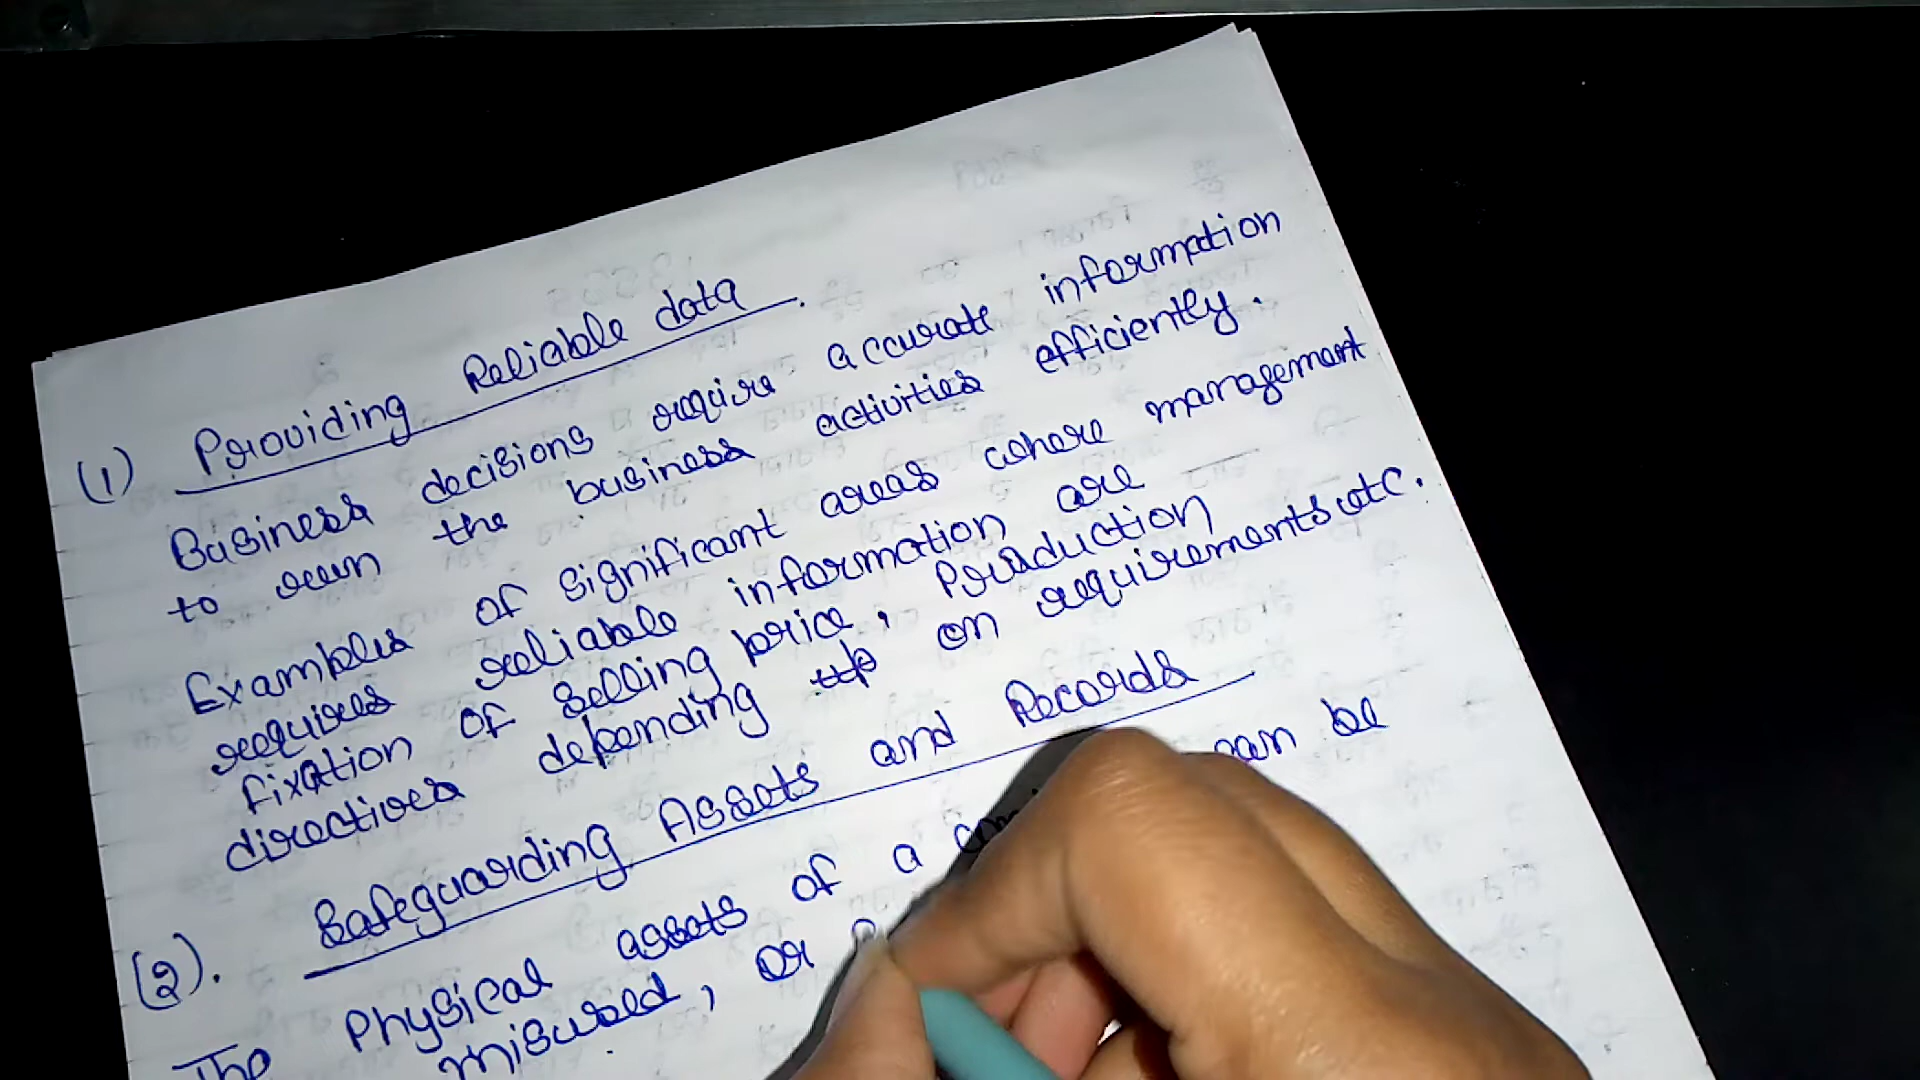 (1) Providing Reliable data.
Business decisions require accurate information
to run the business activities efficiently.
Examples of significant areas where management
requires reliable information are
fixation of selling price, Production
directives depending on requirements etc.
(2). Safeguarding Assets and Records
The Physical assets of a can be
misused, or